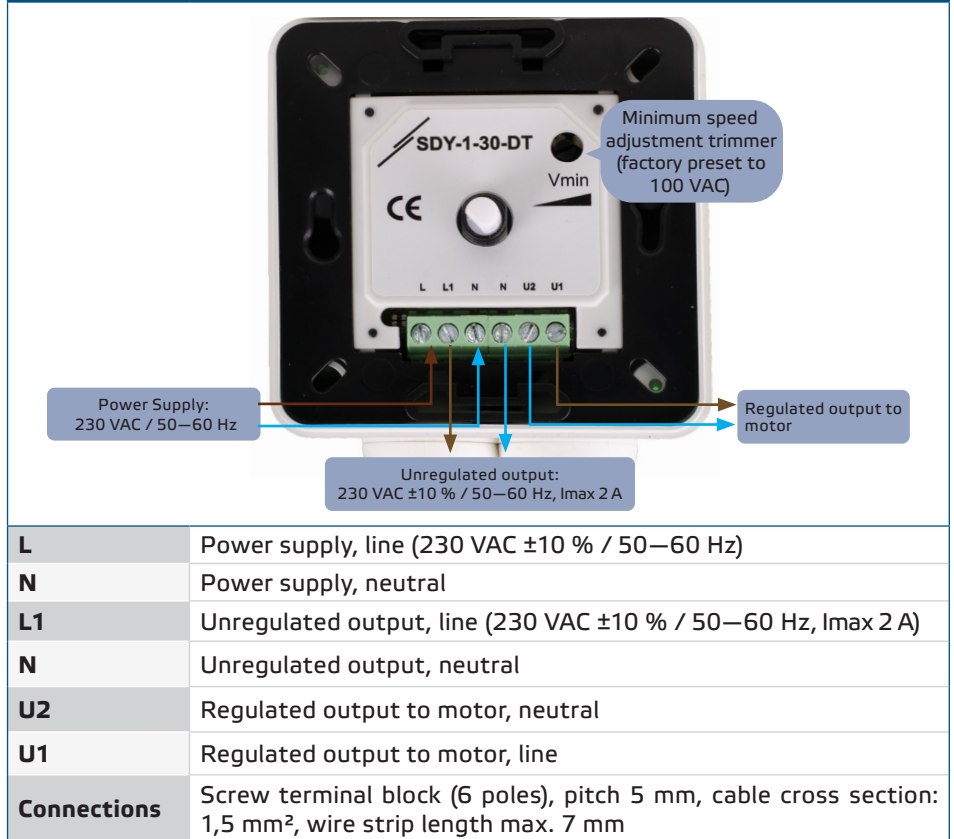 SDY-1-30-DT
Vmin
CE
L L1 N N U2 U1
Minimum speed
adjustment trimmer
(factory preset to
100 VAC)
Power Supply:
230 VAC / 50—60 Hz
Regulated output to
motor
Unregulated output:
230 VAC ±10 % / 50—60 Hz, Imax 2 A
L Power supply, line (230 VAC ±10 % / 50—60 Hz)
N Power supply, neutral
L1 Unregulated output, line (230 VAC ±10 % / 50—60 Hz, Imax 2 A)
N Unregulated output, neutral
U2 Regulated output to motor, neutral
U1 Regulated output to motor, line
Connections Screw terminal block (6 poles), pitch 5 mm, cable cross section:
1,5 mm², wire strip length max. 7 mm